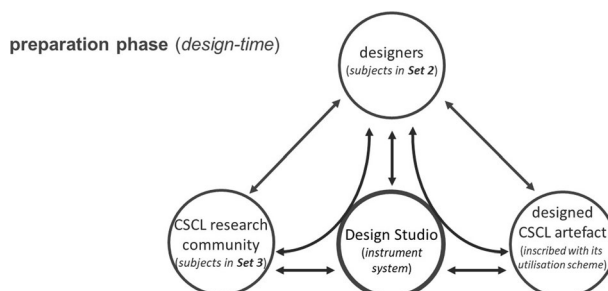 preparation phase (design-time)
designers
(subjects in Set 2)
CSCL research
community
(subjects in Set 3)
Design Studio
(instrument
system)
designed
CSCL artefact
(inscribed with its
utilisation scheme)